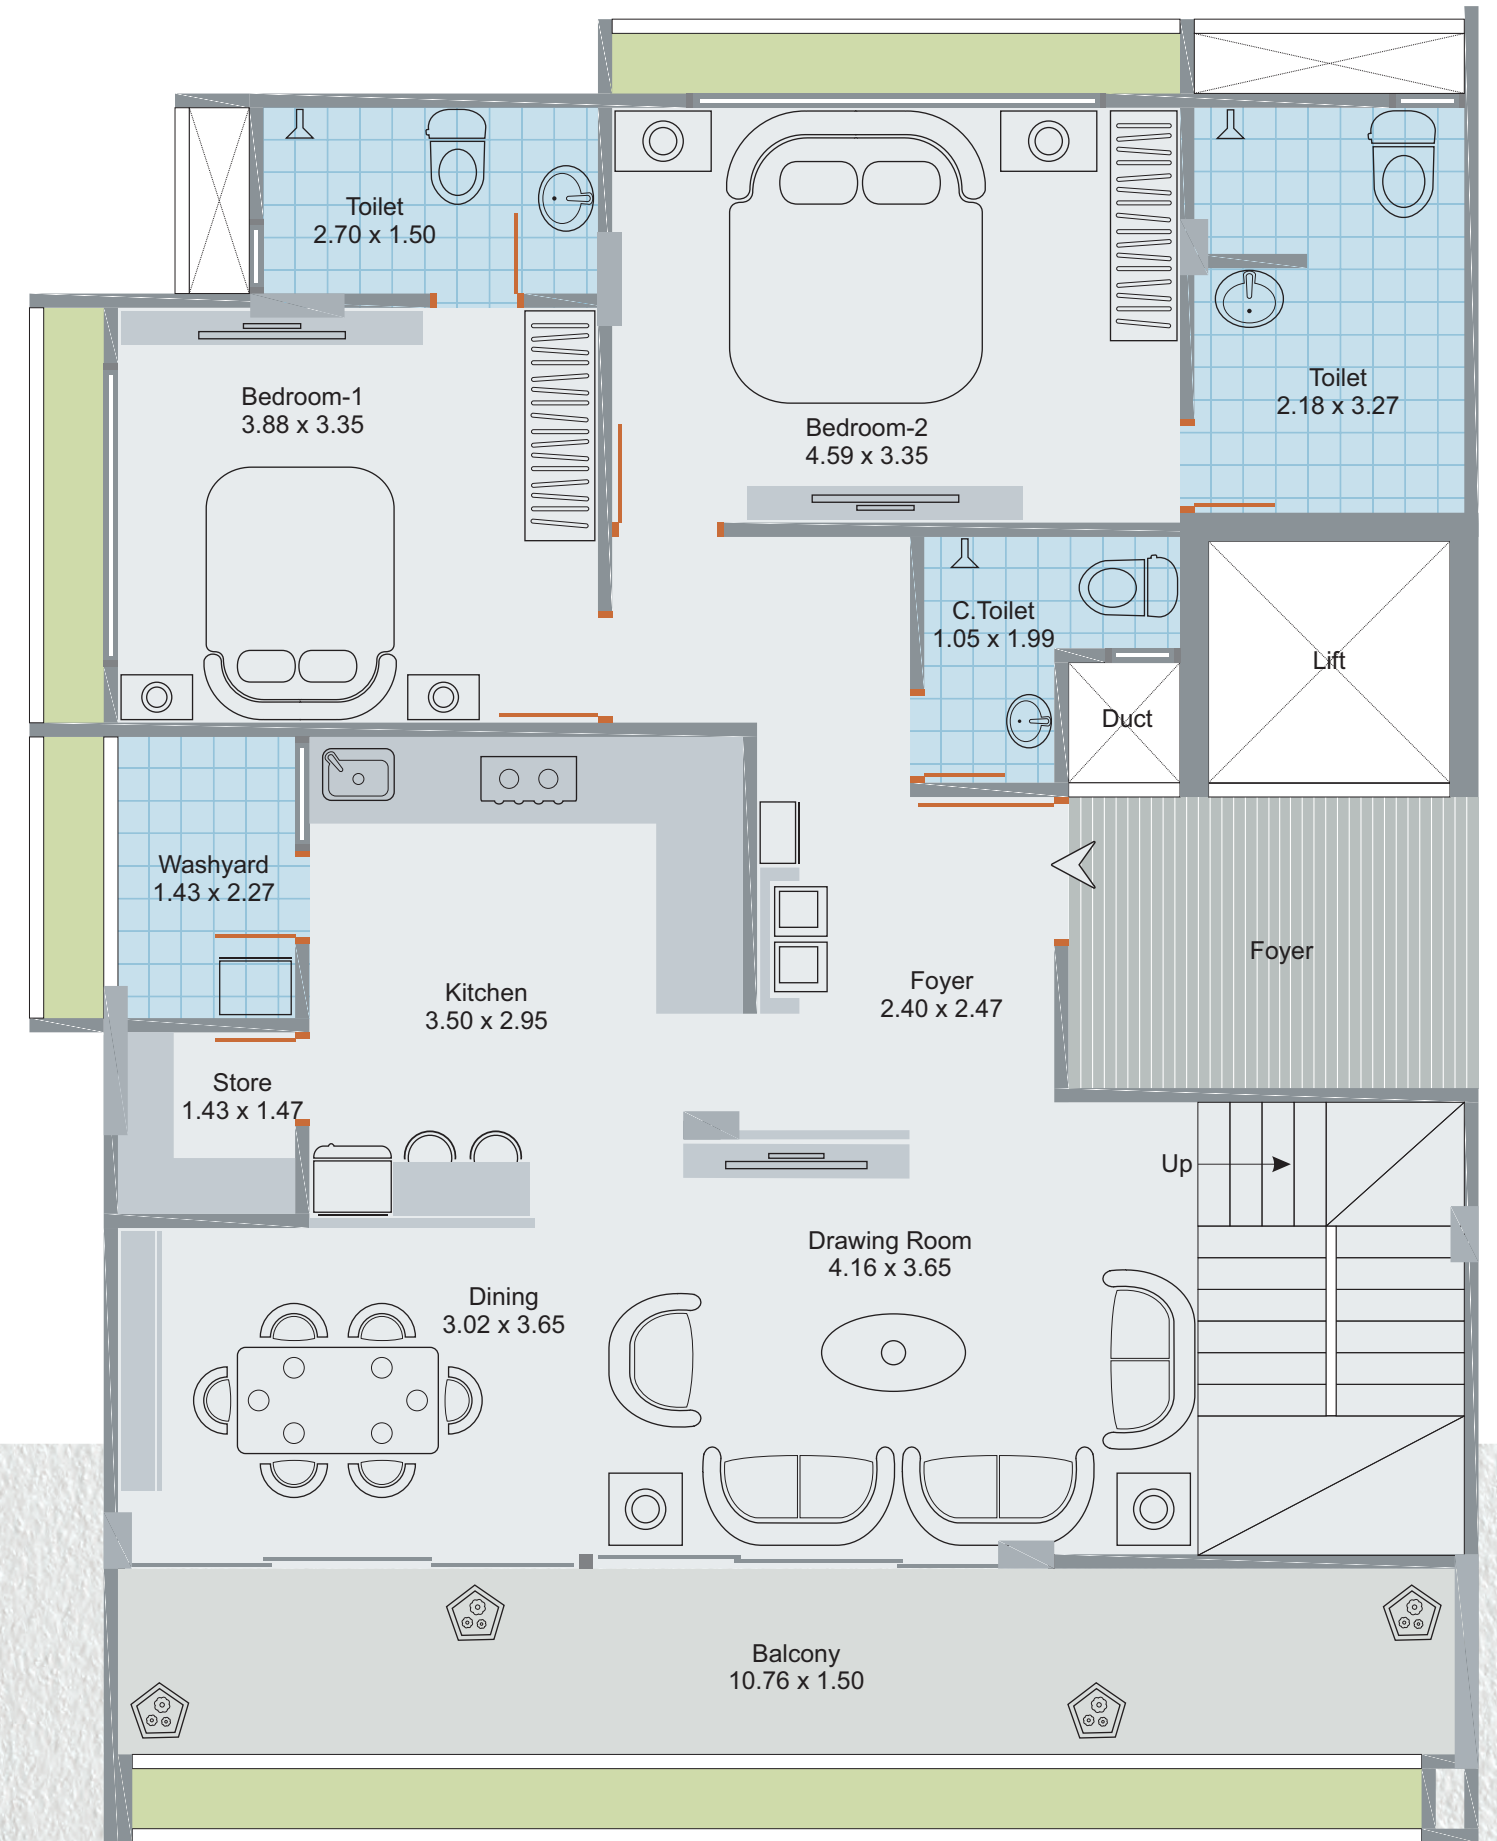 Toilet
2.70 x 1.50
Toilet
2.18 x 3.27
Bedroom-1
3.88 x 3.35
Bedroom-2
4.59 x 3.35
C.Toilet
1.05 x 1.99
Lift
Duct
Washyard
1.43 x 2.27
Kitchen
3.50 x 2.95
Foyer
2.40 x 2.47
Foyer
Store
1.43 x 1.47
Up
Drawing Room
4.16 x 3.65
Dining
3.02 x 3.65
Balcony
10.76 x 1.50